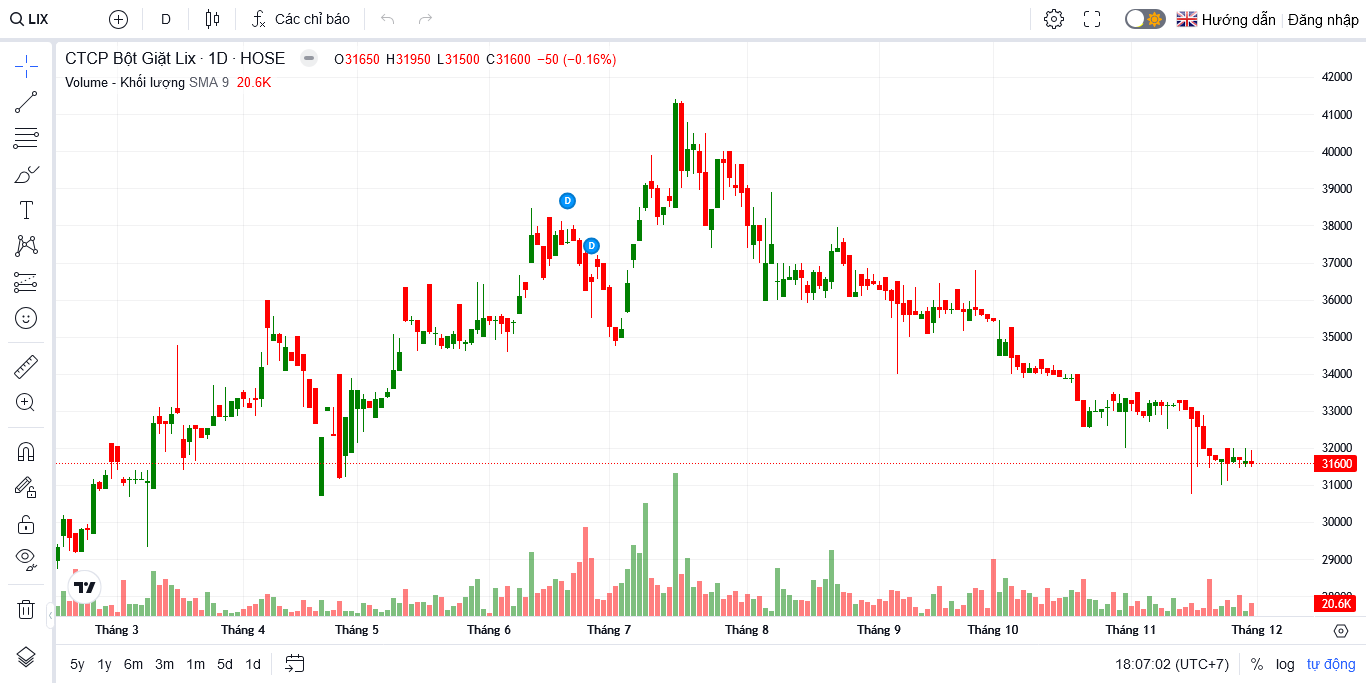 LIX D Các chỉ báo Hướng dẫn Đăng nhập
CTCP Bột Giặt Lix · 1D · HOSE O31650 H31950 L31500 C31600 −50 (−0.16%)
Volume - Khối lượng SMA 9 20.6K
42000
41000
40000
39000
38000
37000
36000
35000
34000
33000
32000
31600
31000
30000
29000
28000
20.6K
D
D
Tháng 3 Tháng 4 Tháng 5 Tháng 6 Tháng 7 Tháng 8 Tháng 9 Tháng 10 Tháng 11 Tháng 12
5y 1y 6m 3m 1m 5d 1d 18:07:02 (UTC+7) % log tự động